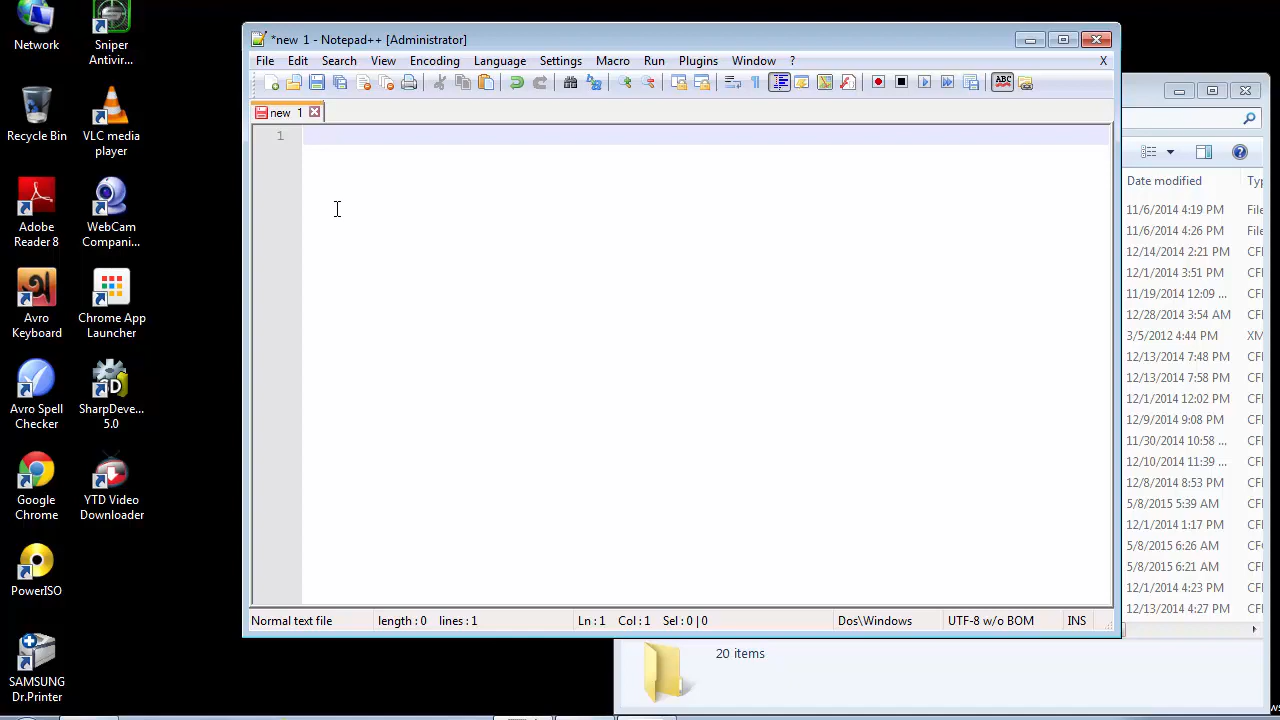 Network
Sniper
Antivir...
Recycle Bin
VLC media
player
Adobe
Reader 8
WebCam
Compani...
Avro
Keyboard
Chrome App
Launcher
Avro Spell
Checker
SharpDeve...
5.0
Google
Chrome
YTD Video
Downloader
PowerISO
SAMSUNG
Dr.Printer
*new 1 - Notepad++ [Administrator]
File Edit Search View Encoding Language Settings Macro Run Plugins Window ? X
ABC
new 1
1
Normal text file length : 0 lines : 1 Ln : 1 Col : 1 Sel : 0 | 0 Dos\Windows UTF-8 w/o BOM INS
Date modified
11/6/2014 4:19 PM
11/6/2014 4:26 PM
12/14/2014 2:21 PM
12/1/2014 3:51 PM
11/19/2014 12:09 ...
12/28/2014 3:54 AM
3/5/2012 4:44 PM
12/13/2014 7:48 PM
12/13/2014 7:58 PM
12/1/2014 12:02 PM
12/9/2014 9:08 PM
11/30/2014 10:58 ...
12/10/2014 11:39 ...
12/8/2014 8:53 PM
5/8/2015 5:39 AM
12/1/2014 1:17 PM
5/8/2015 6:26 AM
5/8/2015 6:21 AM
12/1/2014 4:23 PM
12/13/2014 4:27 PM
20 items